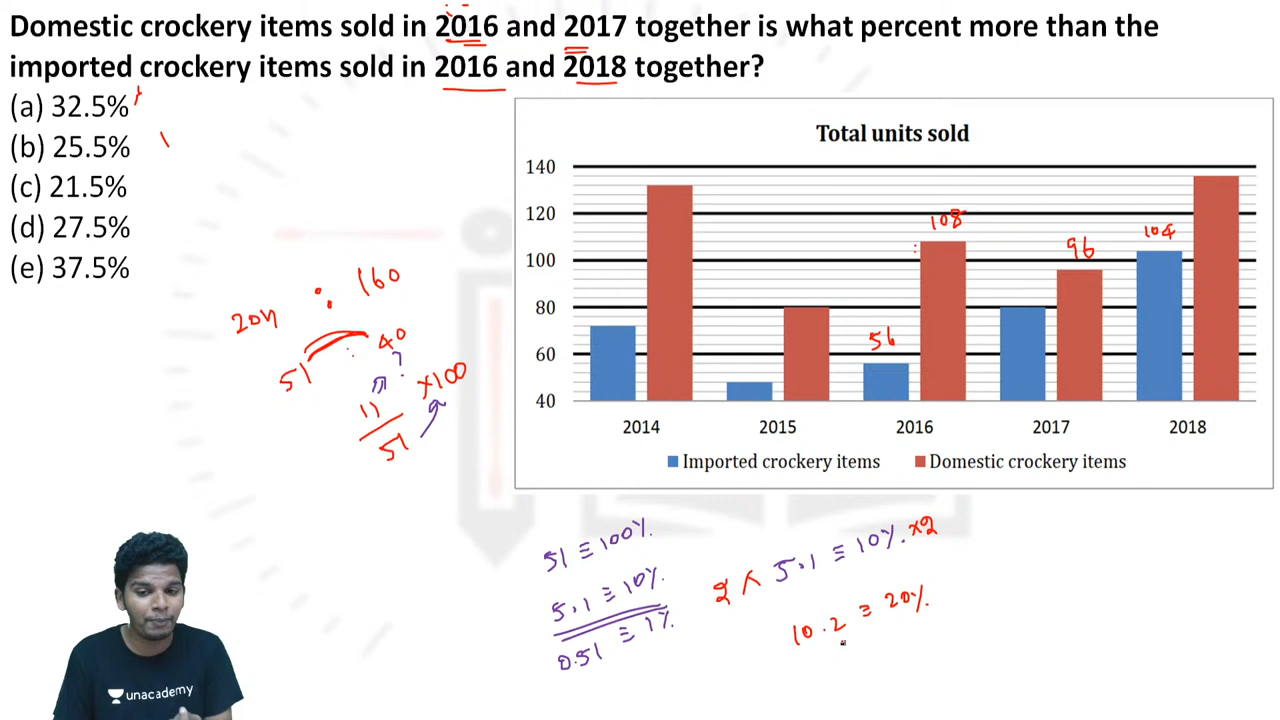 Domestic crockery items sold in 2016 and 2017 together is what percent more than the
imported crockery items sold in 2016 and 2018 together?
(a) 32.5%
(b) 25.5%
(c) 21.5%
(d) 27.5%
(e) 37.5%
204 : 160
51 : 40
?
11
51
×100
Total units sold
140
120
100
80
60
40
56
108
96
104
2014 2015 2016 2017 2018
Imported crockery items Domestic crockery items
51 ≡ 100%.
5.1 ≡ 10%.
0.51 ≡ 1%.
2 × 5.1 ≡ 10%. ×2
10.2 ≡ 20%.
unacademy